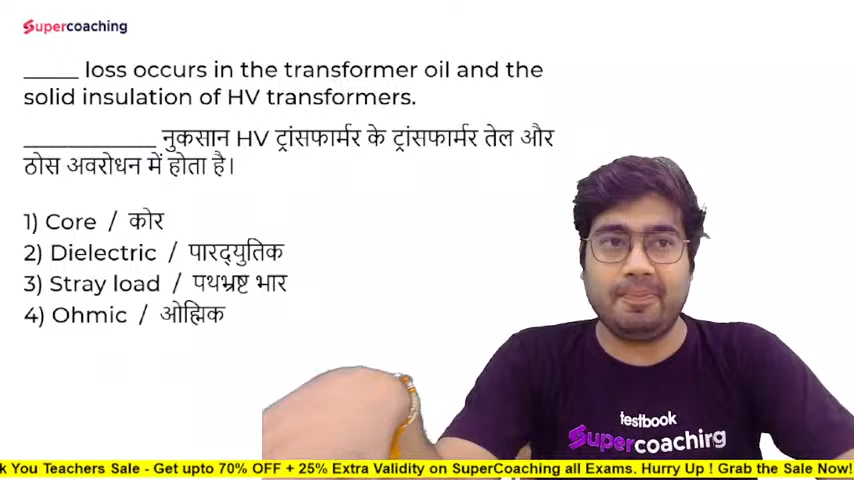 Supercoaching
_____ loss occurs in the transformer oil and the
solid insulation of HV transformers.
____________ नुकसान HV ट्रांसफार्मर के ट्रांसफार्मर तेल और
ठोस अवरोधन में होता है।
1) Core / कोर
2) Dielectric / पारद्युतिक
3) Stray load / पथभ्रष्ट भार
4) Ohmic / ओह्मिक
testbook
Supercoaching
k You Teachers Sale - Get upto 70% OFF + 25% Extra Validity on SuperCoaching all Exams. Hurry Up ! Grab the Sale Now!